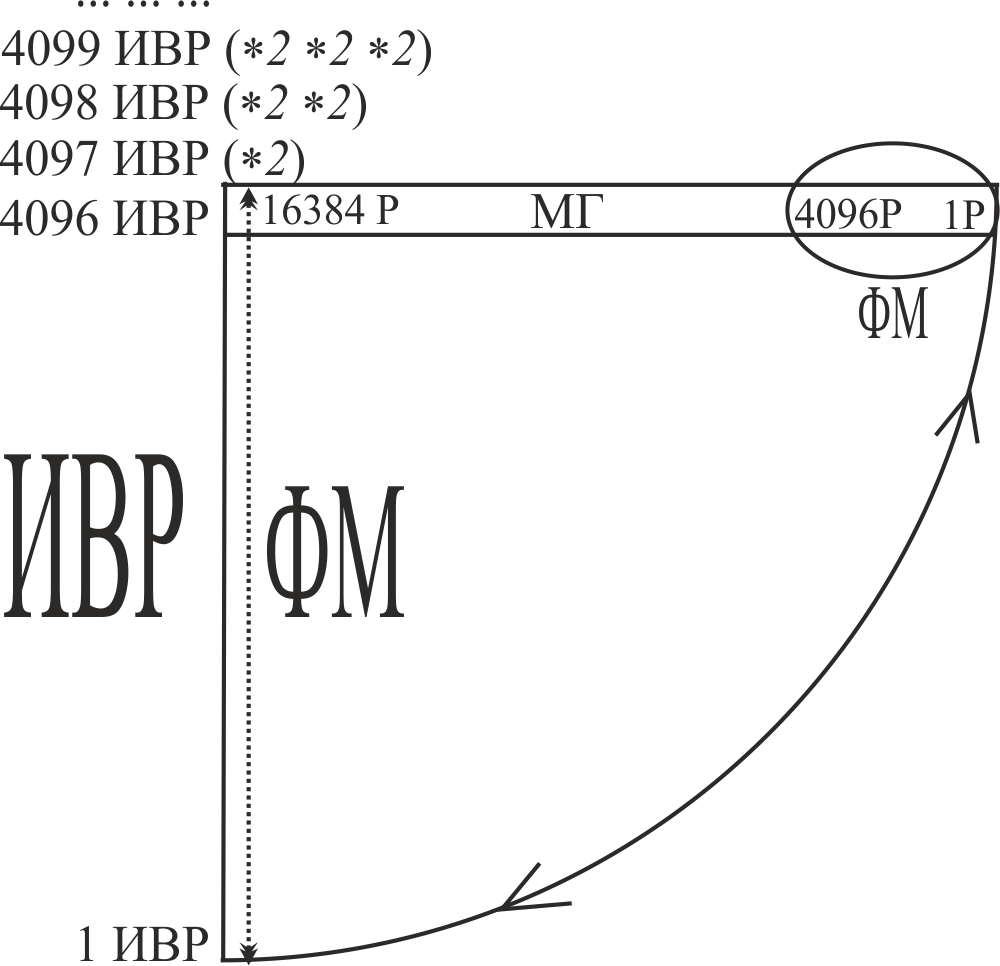 ... ... ...
4099 ИВР (*2 *2 *2)
4098 ИВР (*2 *2)
4097 ИВР (*2)
4096 ИВР 16384 Р МГ 4096Р 1Р
ФМ
ИВР ФМ
1 ИВР